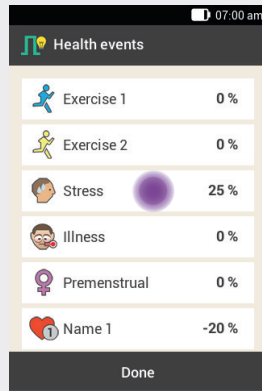 07:00 am
Health events
Exercise 1 0 %
Exercise 2 0 %
Stress 25 %
Illness 0 %
Premenstrual 0 %
1 Name 1 -20 %
Done